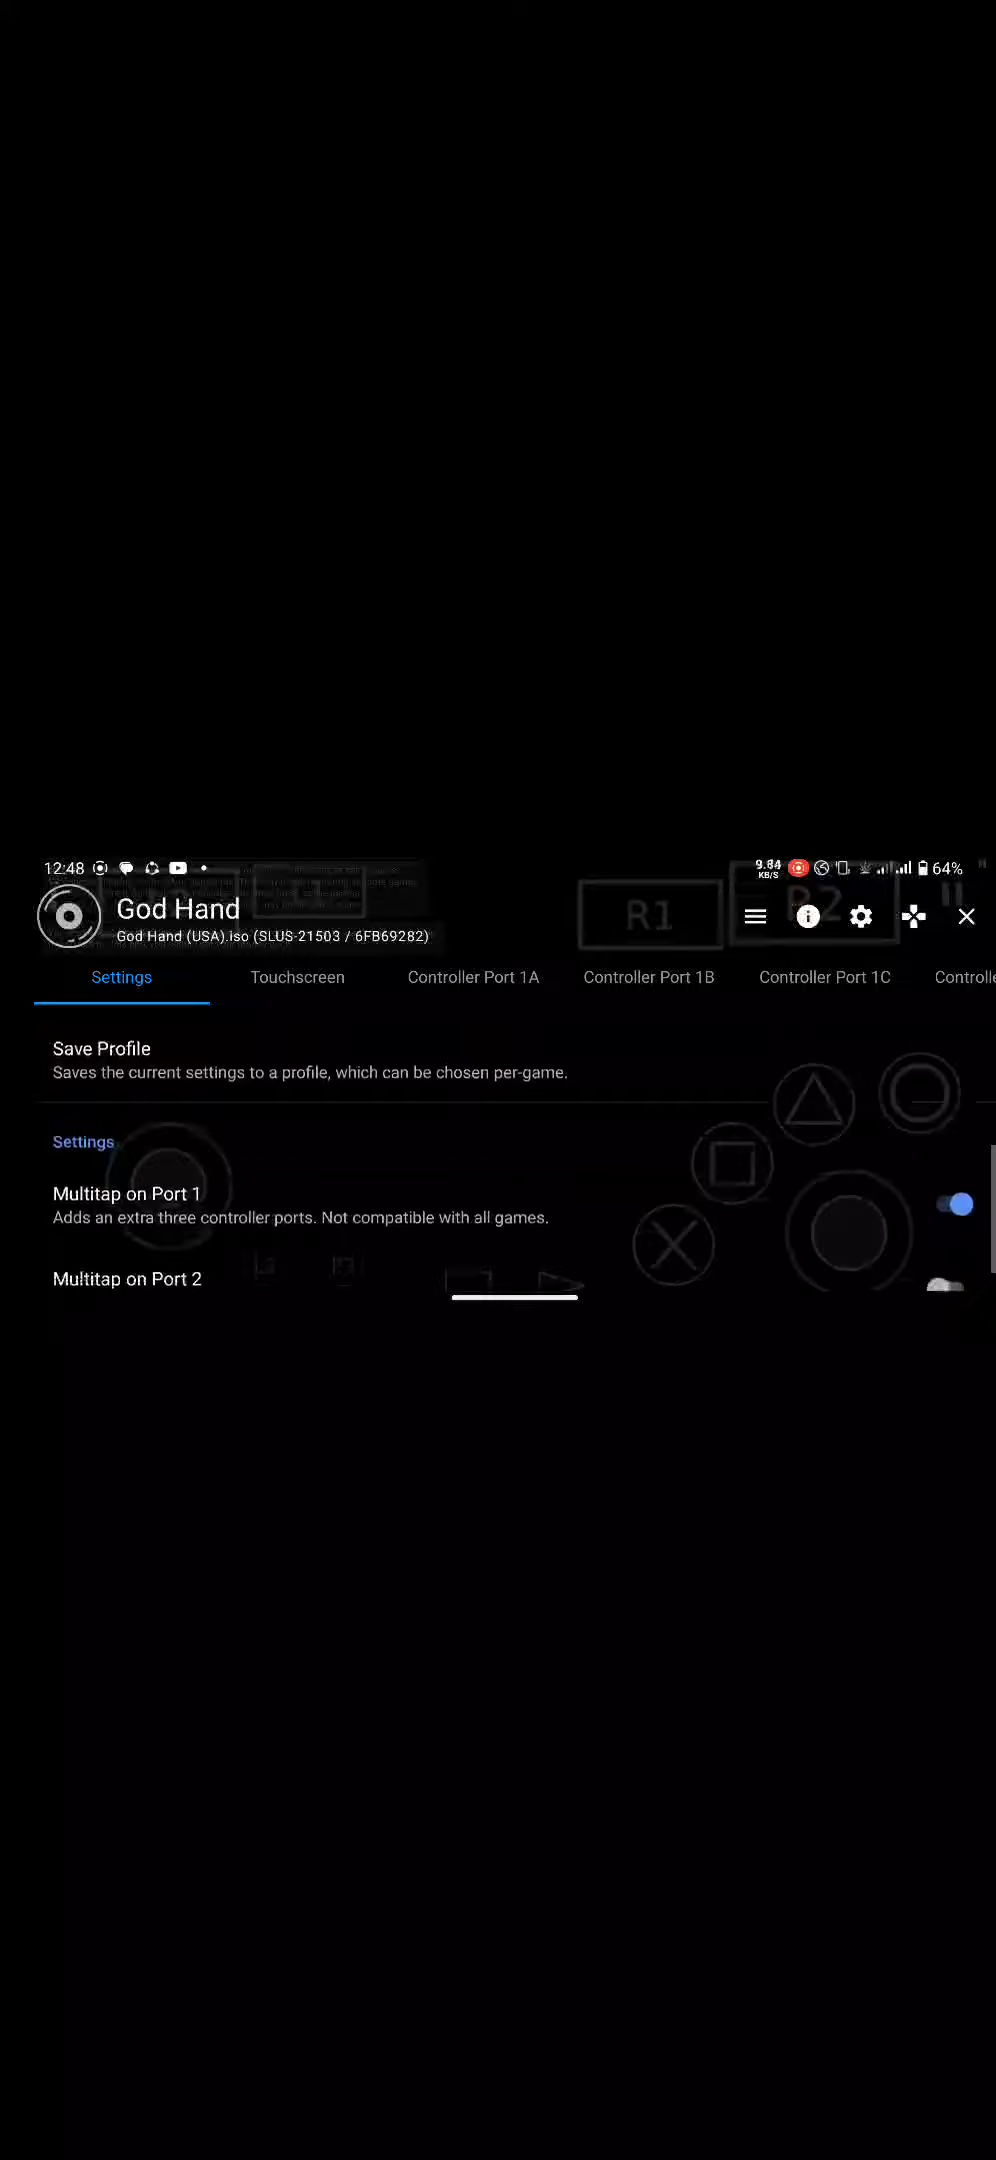 12:48
9.84
KB/S
64%
God Hand
R1
R2
God Hand (USA).iso (SLUS-21503 / 6FB69282)
Settings
Touchscreen
Controller Port 1A
Controller Port 1B
Controller Port 1C
Controlle
Save Profile
Saves the current settings to a profile, which can be chosen per-game.
Settings
Multitap on Port 1
Adds an extra three controller ports. Not compatible with all games.
Multitap on Port 2